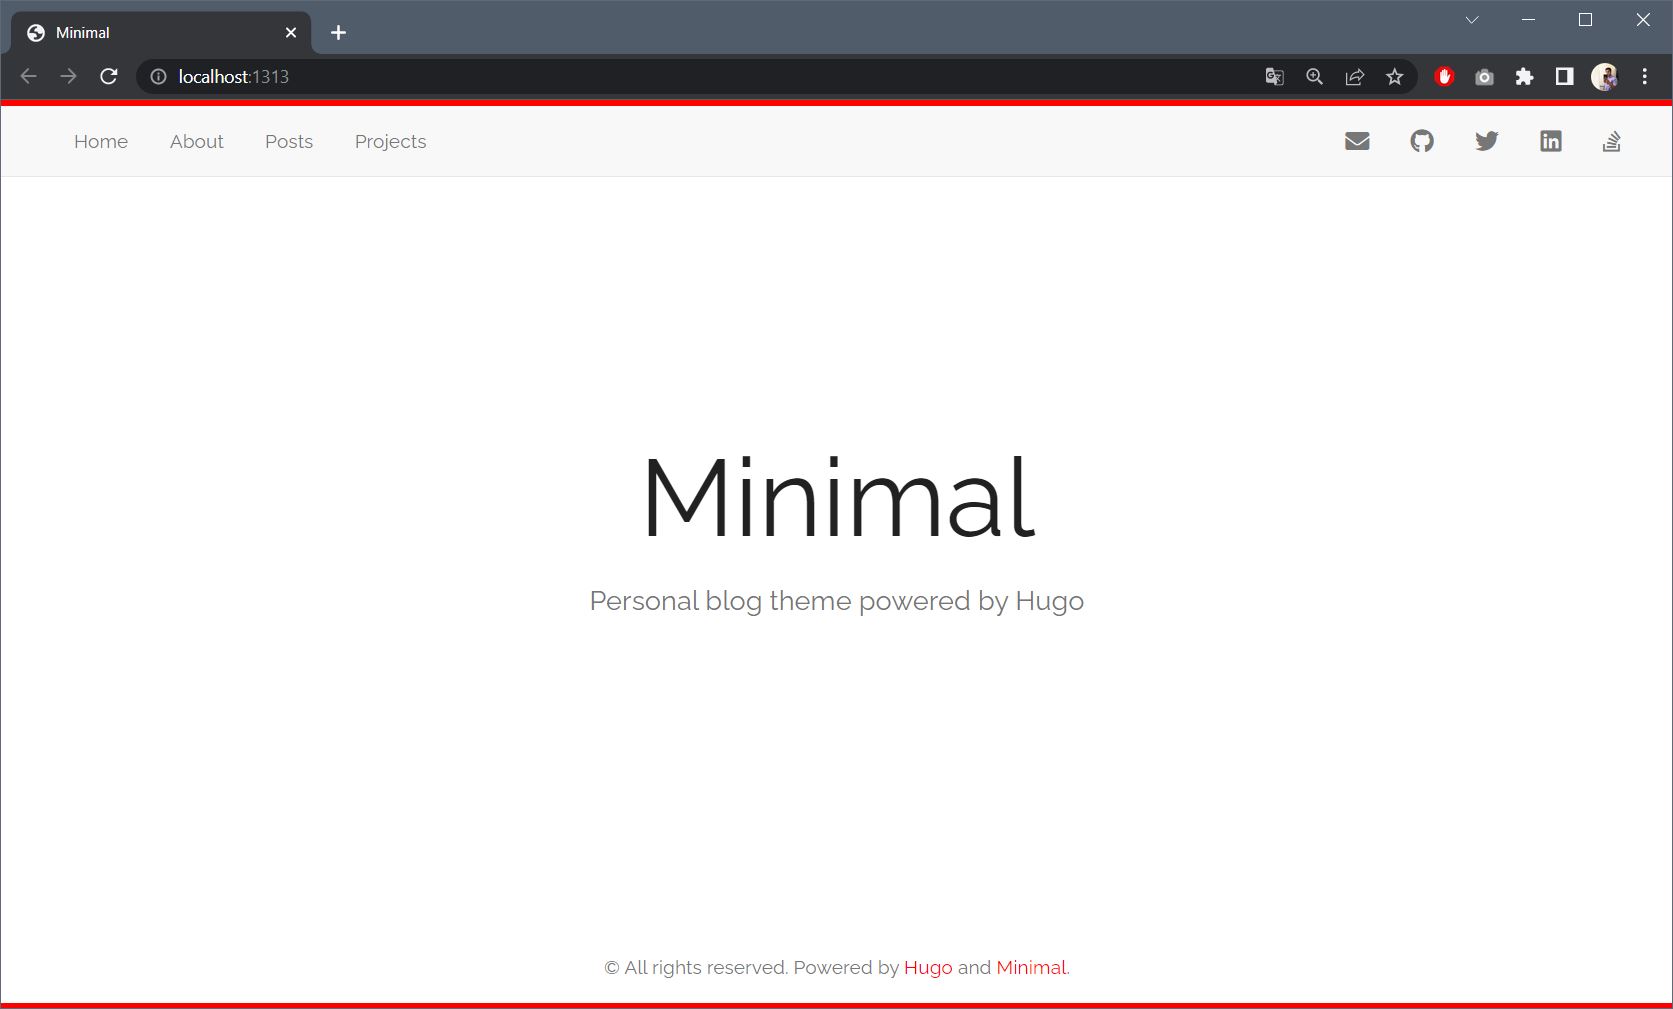 Minimal
localhost:1313
Home About Posts Projects
Minimal
Personal blog theme powered by Hugo
© All rights reserved. Powered by Hugo and Minimal.